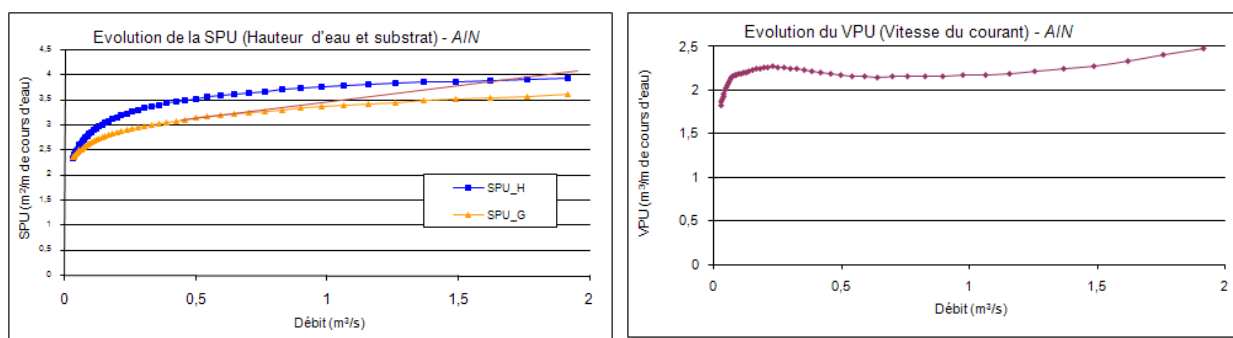 Evolution de la SPU (Hauteur d'eau et substrat) - AIN
SPU (m²/m de cours d'eau)
4,5
4
3,5
3
2,5
2
1,5
1
0,5
0
SPU_H
SPU_G
0 0,5 1 1,5 2
Débit (m³/s)
Evolution du VPU (Vitesse du courant) - AIN
VPU (m³/m de cours d'eau)
2,5
2
1,5
1
0,5
0
0 0,5 1 1,5 2
Débit (m³/s)